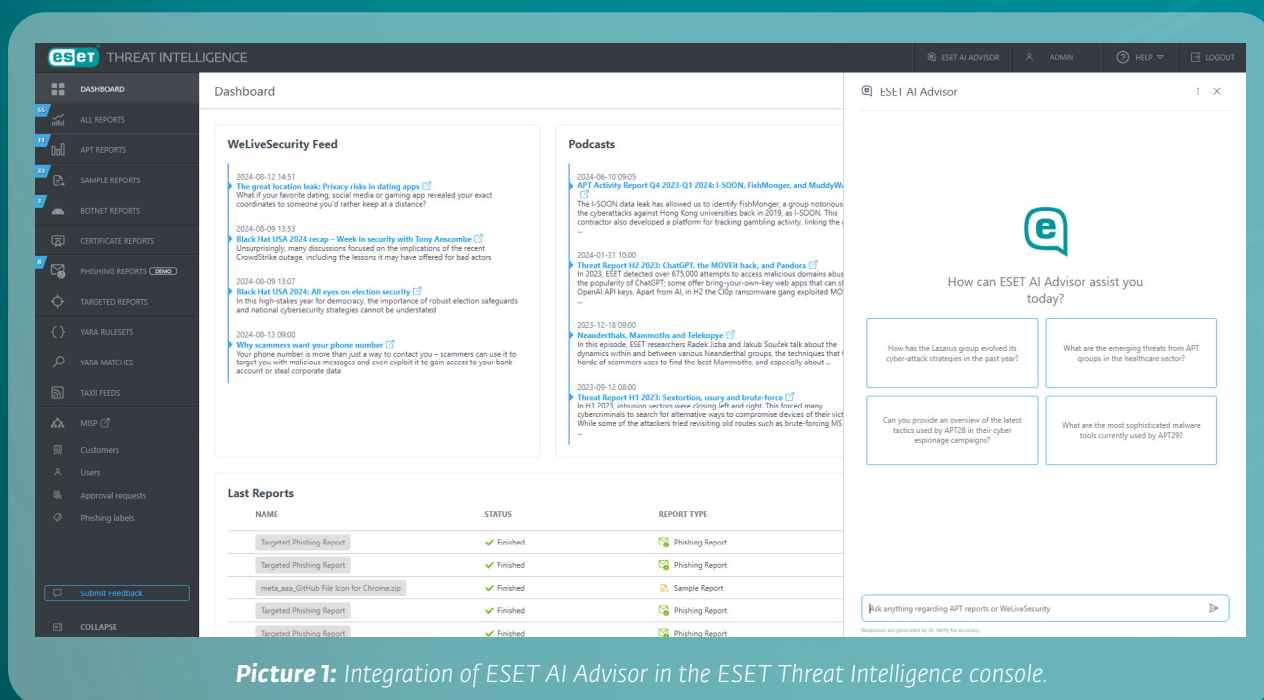 eset THREAT INTELLIGENCE
ESET AI ADVISOR
ADMIN
HELP
LOGOUT
DASHBOARD
55
ALL REPORTS
11
APT REPORTS
33
SAMPLE REPORTS
BOTNET REPORTS
CERTIFICATE REPORTS
8
PHISHING REPORTS DEMO
TARGETED REPORTS
YARA RULESETS
YARA MATCHES
TAXII FEEDS
MISP
Customers
Users
Approval requests
Phishing labels
Submit Feedback
COLLAPSE
Dashboard
WeLiveSecurity Feed
2024-08-12 14:51
The great location leak: Privacy risks in dating apps
What if your favorite dating, social media or gaming app revealed your exact
coordinates to someone you'd rather keep at a distance?
2024-08-09 13:53
Black Hat USA 2024 recap – Week in security with Tony Anscombe
Unsurprisingly, many discussions focused on the implications of the recent
CrowdStrike outage, including the lessons it may have offered for bad actors
2024-08-09 13:07
Black Hat USA 2024: All eyes on election security
In this high-stakes year for democracy, the importance of robust election safeguards
and national cybersecurity strategies cannot be understated
2024-08-13 09:00
Why scammers want your phone number
Your phone number is more than just a way to contact you – scammers can use it to
target you with malicious messages and even exploit it to gain access to your bank
account or steal corporate data
Podcasts
2024-06-10 09:05
APT Activity Report Q4 2023-Q1 2024: I-SOON, FishMonger, and MuddyWa
The I-SOON data leak has allowed us to identify FishMonger, a group notorious
the cyberattacks against Hong Kong universities back in 2019, as I-SOON. This
contractor also developed a platform for tracking gambling activity, linking the
...
2024-01-31 10:00
Threat Report H2 2023: ChatGPT, the MOVEit hack, and Pandora
In 2023, ESET detected over 675,000 attempts to access malicious domains abus
the popularity of ChatGPT; some offer bring-your-own-key web apps that can st
OpenAI API keys. Apart from AI, in H2 the Cl0p ransomware gang exploited MO
...
2023-12-18 09:00
Neanderthals, Mammoths and Telekopye
In this episode, ESET researchers Radek Jizba and Jakub Souček talk about the
dynamics within and between various Neanderthal groups, the techniques that
horde of scammers uses to find the best Mammoths, and especially about ...
2023-09-12 08:00
Threat Report H1 2023: Sextortion, usury and brute-force
In H1 2023, intrusion vectors were closing left and right. This forced many
cybercriminals to search for alternative ways to compromise devices of their vict
While some of the attackers tried revisiting old routes such as brute-forcing MS
...
Last Reports
NAME STATUS REPORT TYPE
Targeted Phishing Report Finished Phishing Report
Targeted Phishing Report Finished Phishing Report
meta_aaa_GitHub File Icon for Chrome.zip Finished Sample Report
Targeted Phishing Report Finished Phishing Report
Targeted Phishing Report Finished Phishing Report
ESET AI Advisor
How can ESET AI Advisor assist you
today?
How has the Lazarus group evolved its
cyber-attack strategies in the past year?
What are the emerging threats from APT
groups in the healthcare sector?
Can you provide an overview of the latest
tactics used by APT28 in their cyber
espionage campaigns?
What are the most sophisticated malware
tools currently used by APT29?
Ask anything regarding APT reports or WeLiveSecurity
Responses are generated by AI. Verify for accuracy.
Picture 1: Integration of ESET AI Advisor in the ESET Threat Intelligence console.